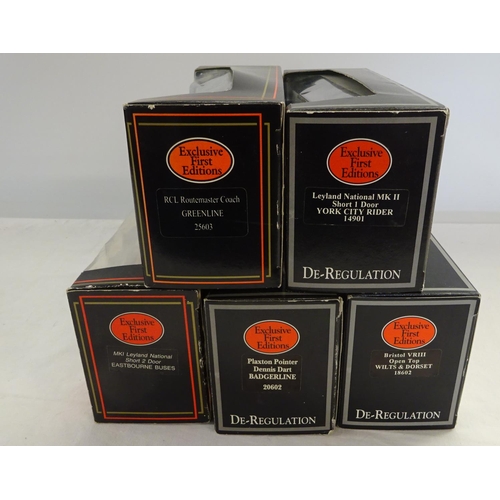 Exclusive
First
Editions
RCL Routemaster Coach
GREENLINE
25603
Exclusive
First
Editions
Leyland National MK II
Short 1 Door
YORK CITY RIDER
14901
DE-REGULATION
Exclusive
First
Editions
MKI Leyland National
Short 2 Door
EASTBOURNE BUSES
Exclusive
First
Editions
Plaxton Pointer
Dennis Dart
BADGERLINE
20602
DE-REGULATION
Exclusive
First
Editions
Bristol VRIII
Open Top
WILTS & DORSET
18602
DE-REGULATION